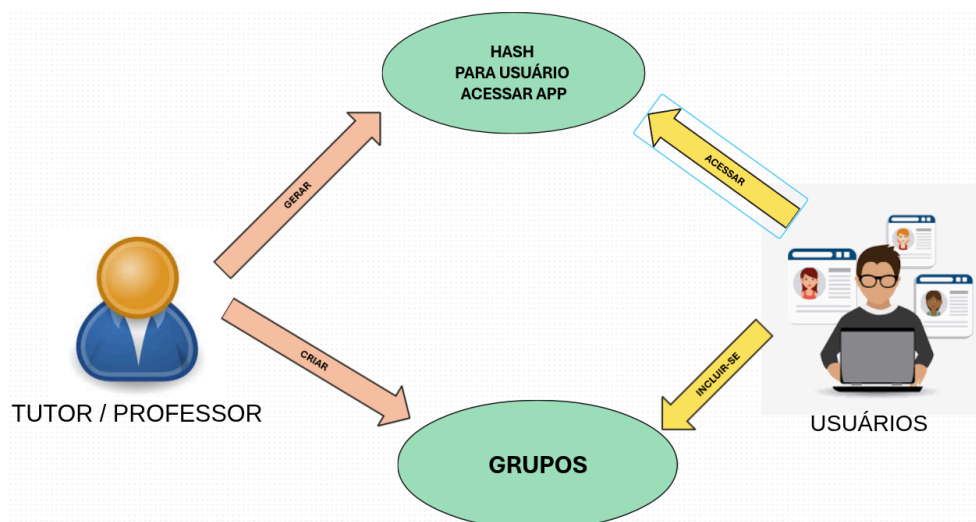 HASH
PARA USUÁRIO
ACESSAR APP
GERAR
ACESSAR
CRIAR
INCLUIR-SE
TUTOR / PROFESSOR
USUÁRIOS
GRUPOS